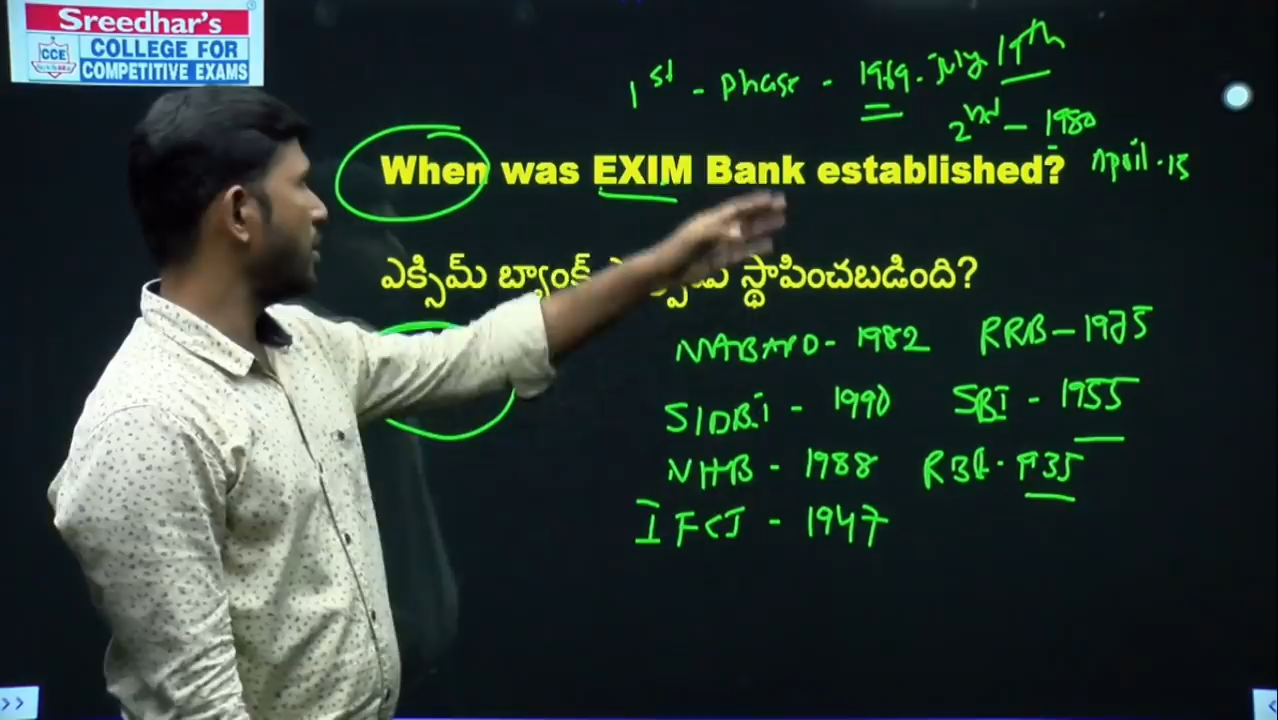 Sreedhar's
CCE
COLLEGE FOR
COMPETITIVE EXAMS
1st - phase - 1969 - July 19th
2nd - 1980
April - 15
When was EXIM Bank established?
ఎక్సిమ్ బ్యాంక్ స్థాపించబడింది?
NABARD - 1982 RRB - 1975
SIDBI - 1990 SBI - 1955
NHB - 1988 RBI - 1935
IFCI - 1947
>>
<